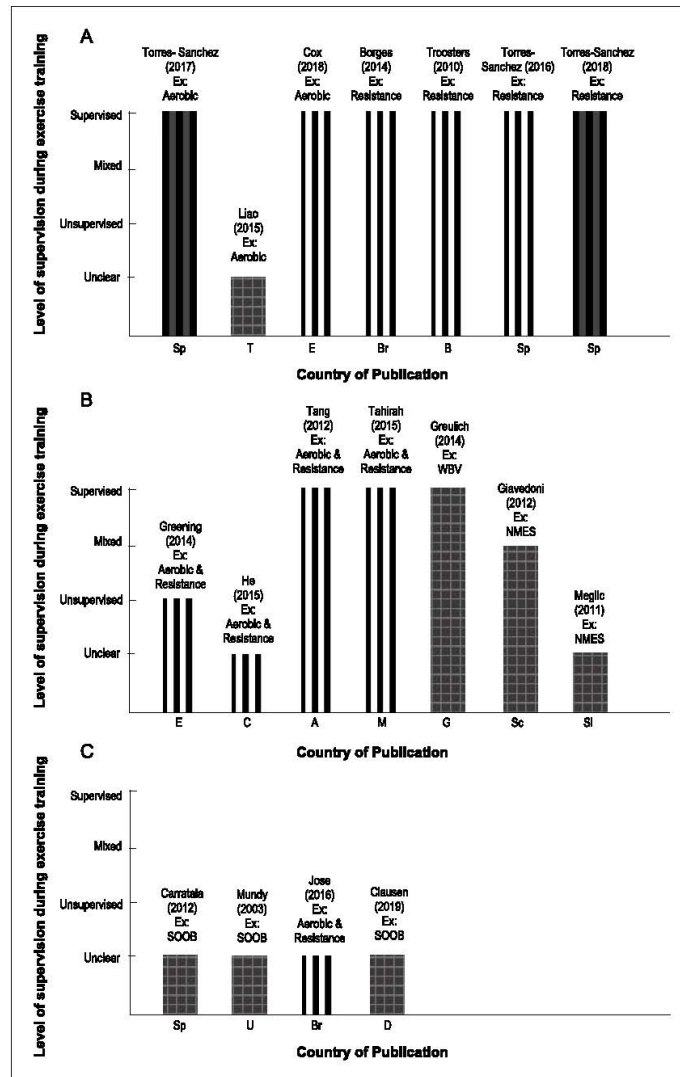 A
Torres- Sanchez
(2017)
Ex:
Aerobic
Liao
(2015)
Ex:
Aerobic
Cox
(2018)
Ex:
Aerobic
Borges
(2014)
Ex:
Resistance
Troosters
(2010)
Ex:
Resistance
Torres-
Sanchez (2016)
Ex:
Resistance
Torres-Sanchez
(2018)
Ex:
Resistance
Level of supervision during exercise training
Supervised
Mixed
Unsupervised
Unclear
Sp
T
E
Br
B
Sp
Sp
Country of Publication
B
Greening
(2014)
Ex:
Aerobic &
Resistance
He
(2015)
Ex:
Aerobic &
Resistance
Tang
(2012)
Ex:
Aerobic &
Resistance
Tahirah
(2015)
Ex:
Aerobic &
Resistance
Greulich
(2014)
Ex:
WBV
Giavedoni
(2012)
Ex:
NMES
Meglic
(2011)
Ex:
NMES
Level of supervision during exercise training
Supervised
Mixed
Unsupervised
Unclear
E
C
A
M
G
Sc
Sl
Country of Publication
C
Carratala
(2012)
Ex:
SOOB
Mundy
(2003)
Ex:
SOOB
Jose
(2016)
Ex:
Aerobic &
Resistance
Clausen
(2019)
Ex:
SOOB
Level of supervision during exercise training
Supervised
Mixed
Unsupervised
Unclear
Sp
U
Br
D
Country of Publication